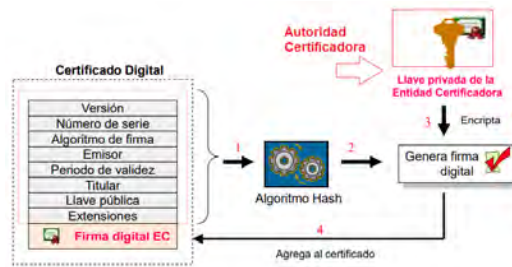 Autoridad
Certificadora
Llave privada de la
Entidad Certificadora
Certificado Digital
Versión
Número de serie
Algoritmo de firma
Emisor
Periodo de validez
Titular
Llave pública
Extensiones
Firma digital EC
1
Algoritmo Hash
2
3
Encripta
Genera firma
digital
4
Agrega al certificado